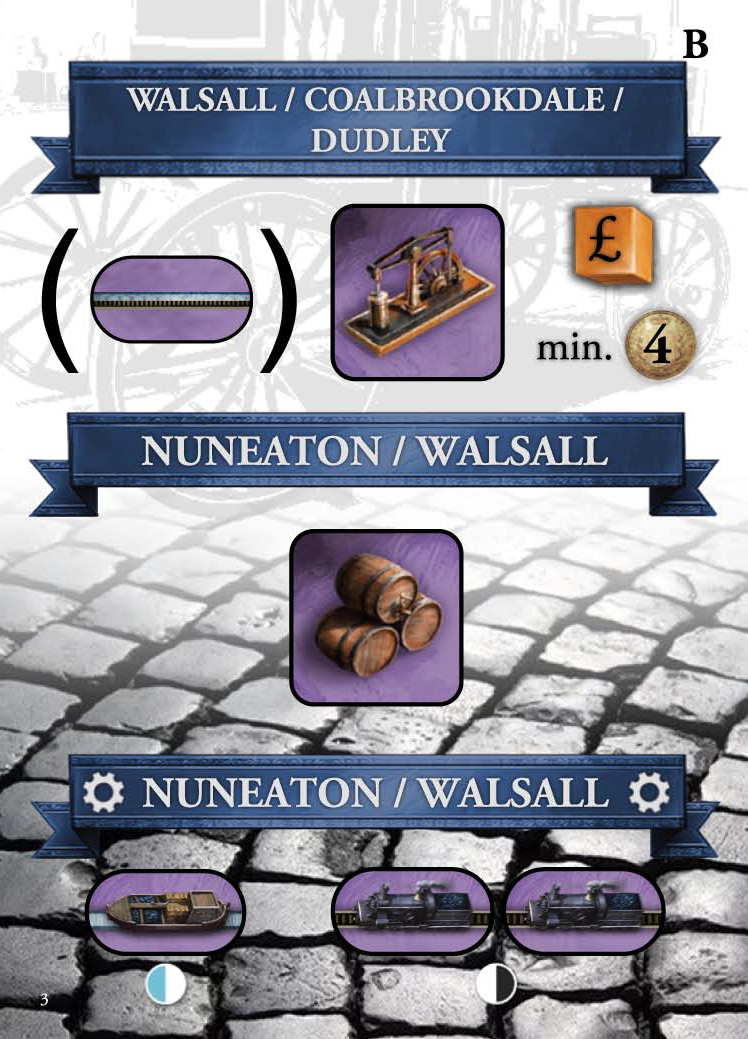 B
WALSALL / COALBROOKDALE /
DUDLEY
£
min. 4
NUNEATON / WALSALL
NUNEATON / WALSALL
3